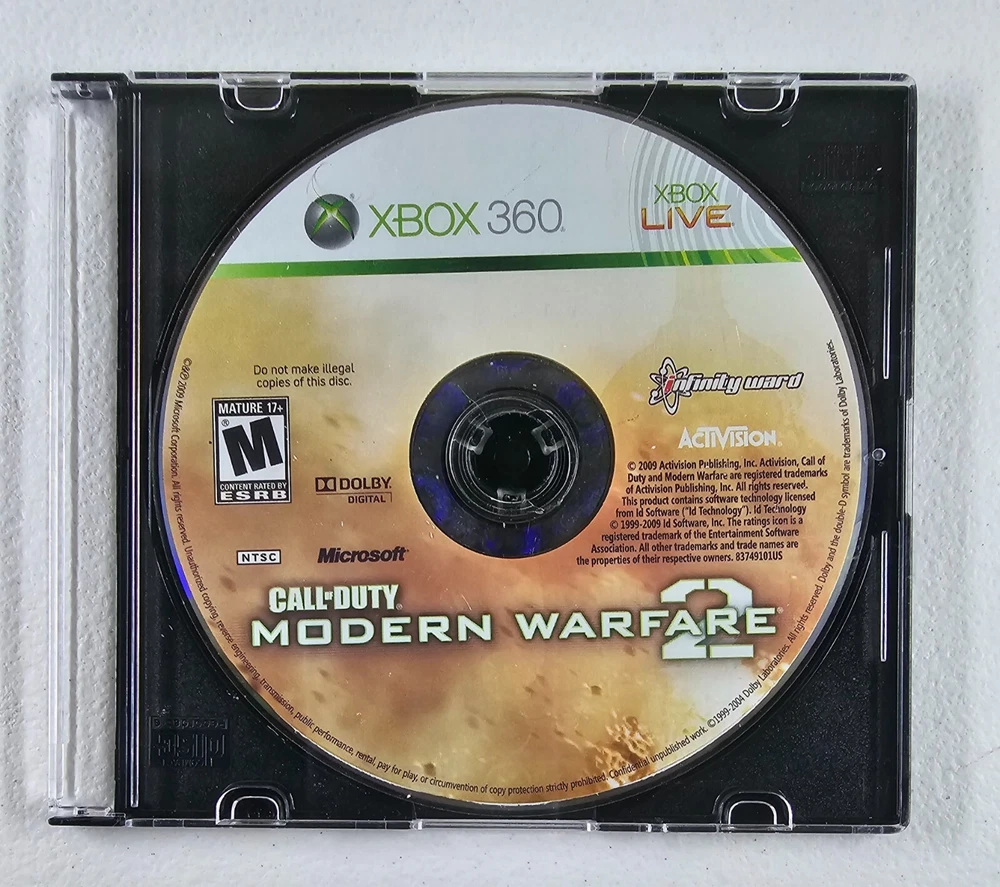 XBOX 360
XBOX
LIVE
Do not make illegal
copies of this disc.
MATURE 17+
M
CONTENT RATED BY
ESRB
DOLBY
DIGITAL
NTSC
Microsoft
infinity ward
ACTIVISION
© 2009 Activision Publishing, Inc. Activision, Call of
Duty and Modern Warfare are registered trademarks
of Activision Publishing, Inc. All rights reserved.
This product contains software technology licensed
from Id Software ("Id Technology"). Id Technology
© 1999-2009 Id Software, Inc. The ratings icon is a
registered trademark of the Entertainment Software
Association. All other trademarks and trade names are
the properties of their respective owners. 83749101US
CALL OF DUTY
MODERN WARFARE 2
©&℗ 2009 Microsoft Corporation. All rights reserved. Unauthorized copying, reverse engineering, transmission, public performance, rental, pay for play, or circumvention of copy protection strictly prohibited. Confidential unpublished work. ©1999-2004 Dolby Laboratories. All rights reserved. Dolby and the double-D symbol are trademarks of Dolby Laboratories.